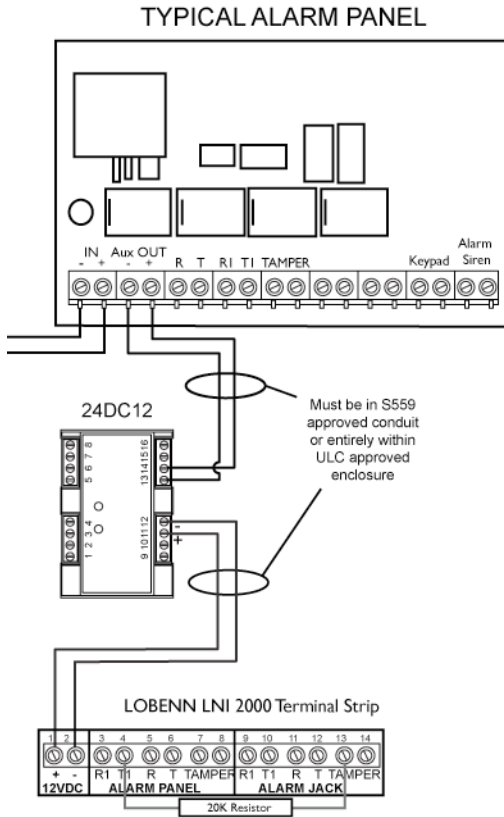 TYPICAL ALARM PANEL
IN Aux OUT
- + - + R T R1 T1 TAMPER Keypad Alarm Siren
24DC12
8 7 6 5
16 15 14 13
4 3 2 1
12 11 10 9
-
+
Must be in S559
approved conduit
or entirely within
ULC approved
enclosure
LOBENN LNI 2000 Terminal Strip
1 2 3 4 5 6 7 8 9 10 11 12 13 14
+ - R1 T1 R T TAMPER R1 T1 R T TAMPER
12VDC ALARM PANEL ALARM JACK
20K Resistor